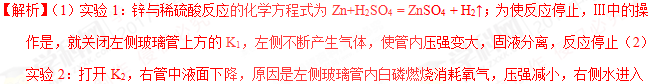 【解析】（1）实验 1：锌与稀硫酸反应的化学方程式为 Zn+H₂SO₄ = ZnSO₄ + H₂↑；为使反应停止，Ⅲ中的操
作是，就关闭左侧玻璃管上方的 K₁，左侧不断产生气体，使管内压强变大，固液分离，反应停止（2）
实验 2：打开 K₂，右管中液面下降，原因是左侧玻璃管内白磷燃烧消耗氧气，压强减小，右侧水进入